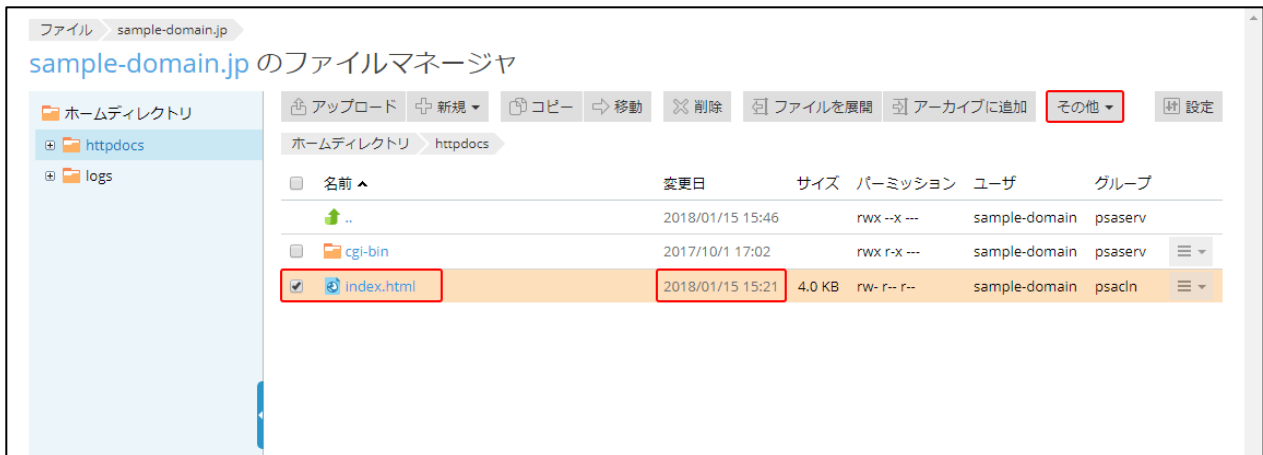 ファイル sample-domain.jp
sample-domain.jp のファイルマネージャ
ホームディレクトリ
httpdocs
logs
アップロード 新規 コピー 移動 削除 ファイルを展開 アーカイブに追加 その他 設定
ホームディレクトリ httpdocs
名前 変更日 サイズ パーミッション ユーザ グループ
.. 2018/01/15 15:46 rwx --x --- sample-domain psaserv
cgi-bin 2017/10/1 17:02 rwx r-x --- sample-domain psaserv
index.html 2018/01/15 15:21 4.0 KB rw- r-- r-- sample-domain psacln